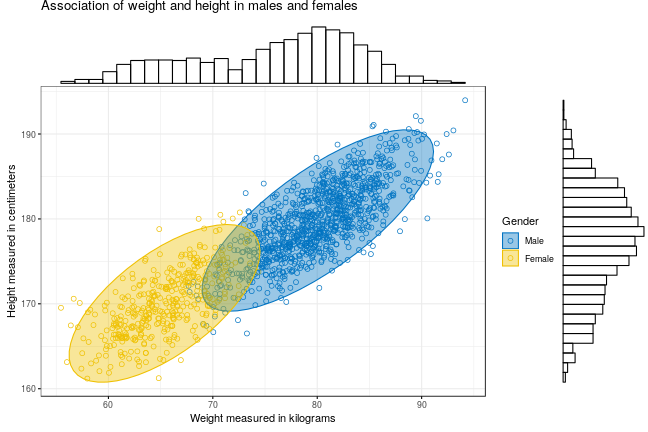 Association of weight and height in males and females
Height measured in centimeters
190
180
170
160
60 70 80 90
Weight measured in kilograms
Gender
Male
Female